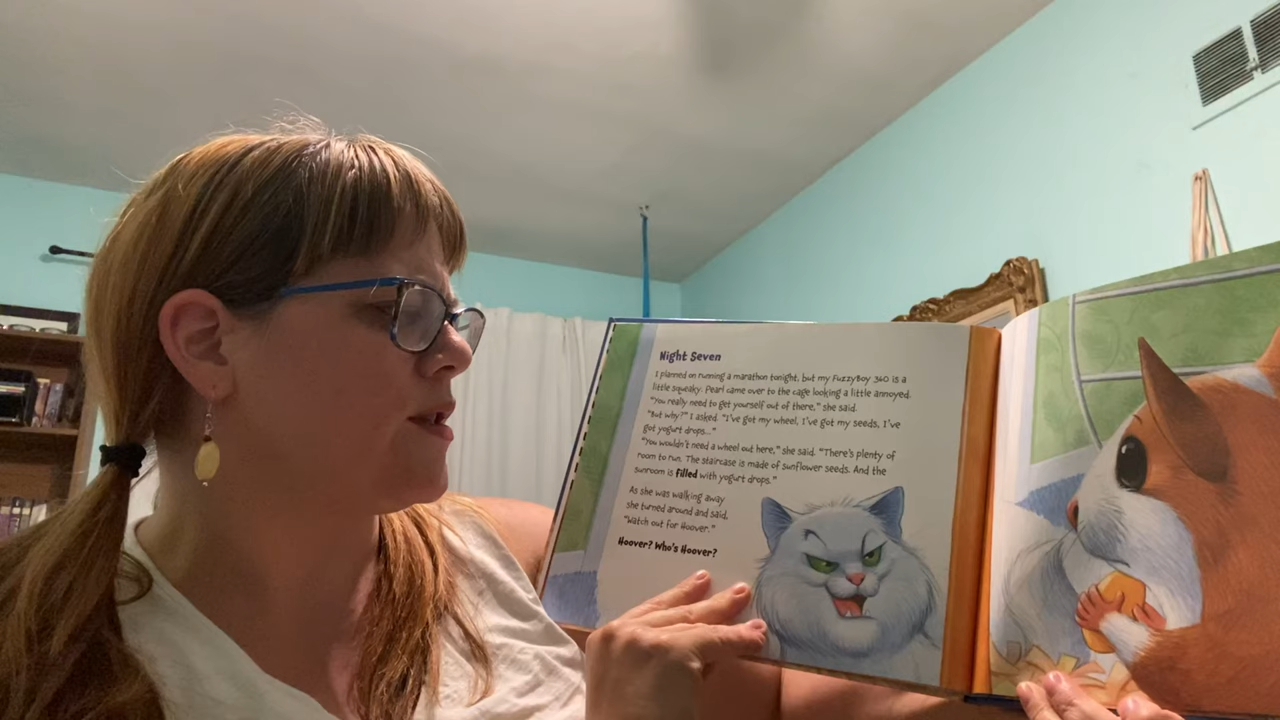 Night Seven
I planned on running a marathon tonight, but my FuzzyBoy 360 is a
little squeaky. Pearl came over to the cage looking a little annoyed.
"You really need to get yourself out of there," she said.
"But why?" I asked. "I've got my wheel, I've got my seeds, I've
got yogurt drops..."
"You wouldn't need a wheel out here," she said. "There's plenty of
room to run. The staircase is made of sunflower seeds. And the
sunroom is filled with yogurt drops."
As she was walking away
she turned around and said,
"Watch out for Hoover."
Hoover? Who's Hoover?